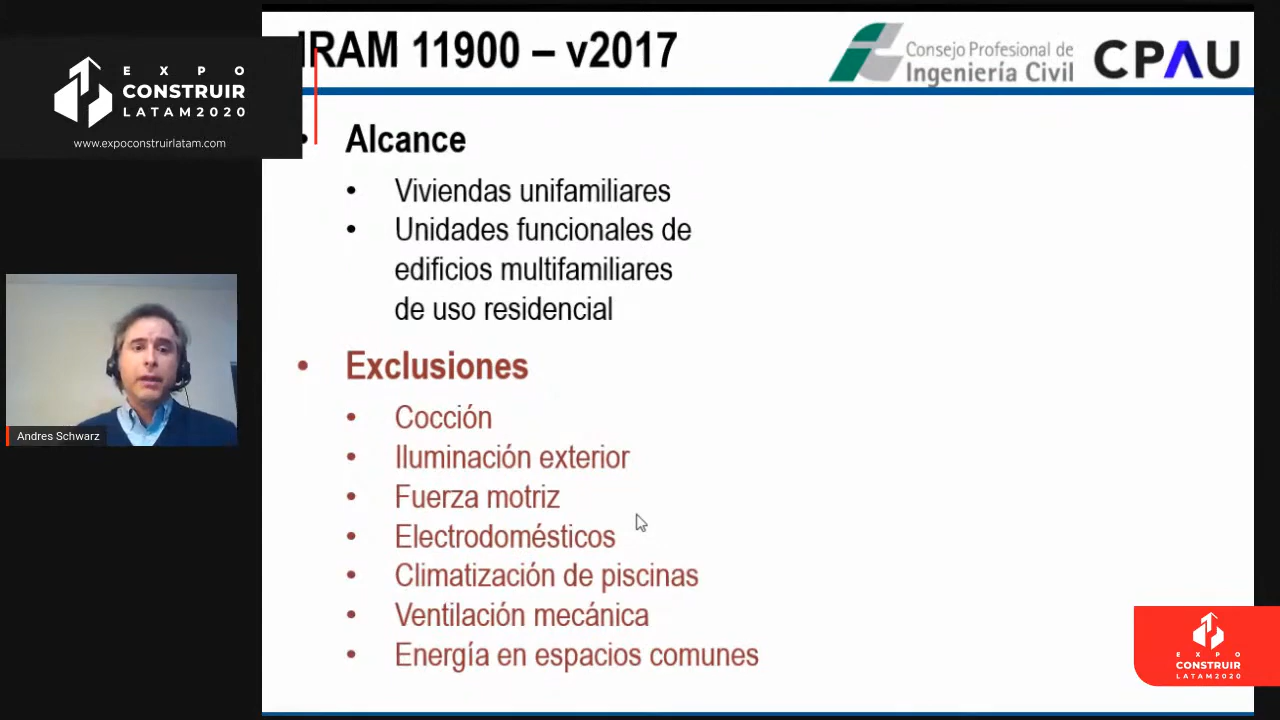 IRAM 11900 – v2017
Consejo Profesional de
Ingeniería Civil
CPAU
EXPO
CONSTRUIR
LATAM2020
www.expoconstruirlatam.com
• Alcance
• Viviendas unifamiliares
• Unidades funcionales de
edificios multifamiliares
de uso residencial
• Exclusiones
• Cocción
• Iluminación exterior
• Fuerza motriz
• Electrodomésticos
• Climatización de piscinas
• Ventilación mecánica
• Energía en espacios comunes
Andres Schwarz
EXPO
CONSTRUIR
LATAM2020